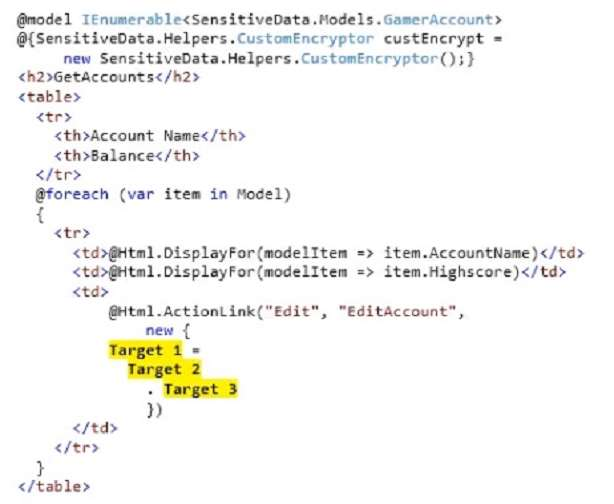 @model IEnumerable<SensitiveData.Models.GamerAccount>
@{SensitiveData.Helpers.CustomEncryptor custEncrypt =
new SensitiveData.Helpers.CustomEncryptor();}
<h2>GetAccounts</h2>
<table>
<tr>
<th>Account Name</th>
<th>Balance</th>
</tr>
@foreach (var item in Model)
{
<tr>
<td>@Html.DisplayFor(modelItem => item.AccountName)</td>
<td>@Html.DisplayFor(modelItem => item.Highscore)</td>
<td>
@Html.ActionLink("Edit", "EditAccount",
new {
Target 1 =
Target 2
. Target 3
})
</td>
</tr>
}
</table>